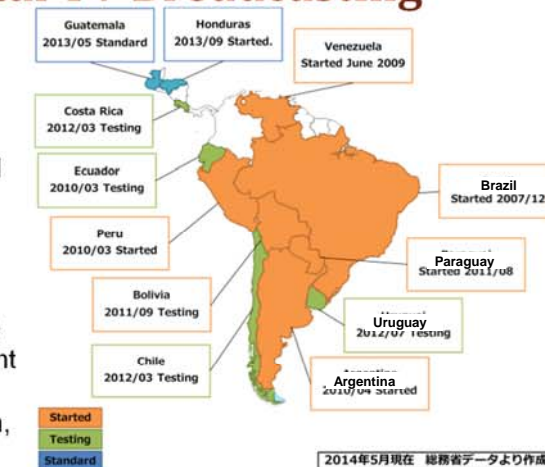 Guatemala
2013/05 Standard
Honduras
2013/09 Started.
Venezuela
Started June 2009
Costa Rica
2012/03 Testing
Ecuador
2010/03 Testing
Brazil
Started 2007/12
Peru
2010/03 Started
Paraguay
Started 2011/08
Bolivia
2011/09 Testing
Uruguay
2012/07 Testing
Chile
2012/03 Testing
Argentina
2010/04 Started
Started
Testing
Standard
2014年5月現在 総務省データより作成